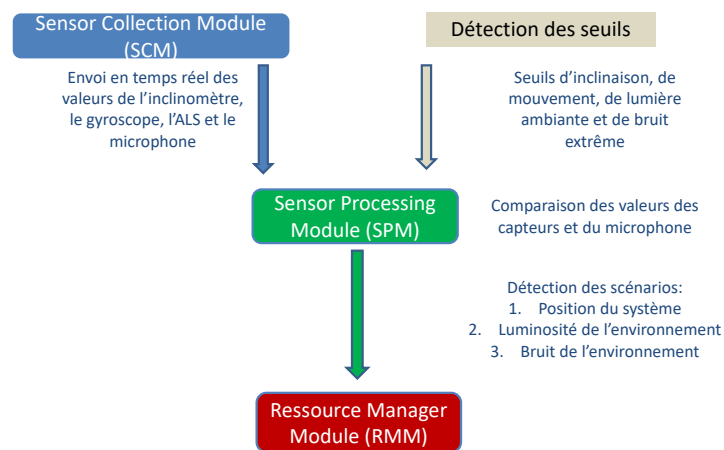 Sensor Collection Module
(SCM)
Détection des seuils
Envoi en temps réel des
valeurs de l'inclinomètre,
le gyroscope, l'ALS et le
microphone
Seuils d'inclinaison, de
mouvement, de lumière
ambiante et de bruit
extrême
Sensor Processing
Module (SPM)
Comparaison des valeurs des
capteurs et du microphone
Détection des scénarios:
1. Position du système
2. Luminosité de l'environnement
3. Bruit de l'environnement
Ressource Manager
Module (RMM)